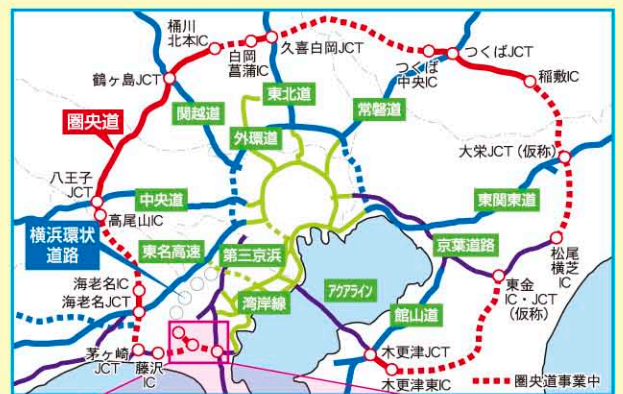 桶川
北本IC
白岡
菖蒲IC
久喜白岡JCT
つくば
中央IC
つくばJCT
稲敷IC
鶴ヶ島JCT
関越道
東北道
外環道
常磐道
圏央道
大栄JCT(仮称)
八王子
JCT
中央道
高尾山IC
東関東道
横浜環状
道路
東名高速
第三京浜
京葉道路
松尾
横芝
IC
海老名IC
海老名JCT
湾岸線
アクアライン
館山道
東金
IC・JCT
(仮称)
茅ヶ崎
JCT
藤沢
IC
木更津JCT
木更津東IC
圏央道事業中